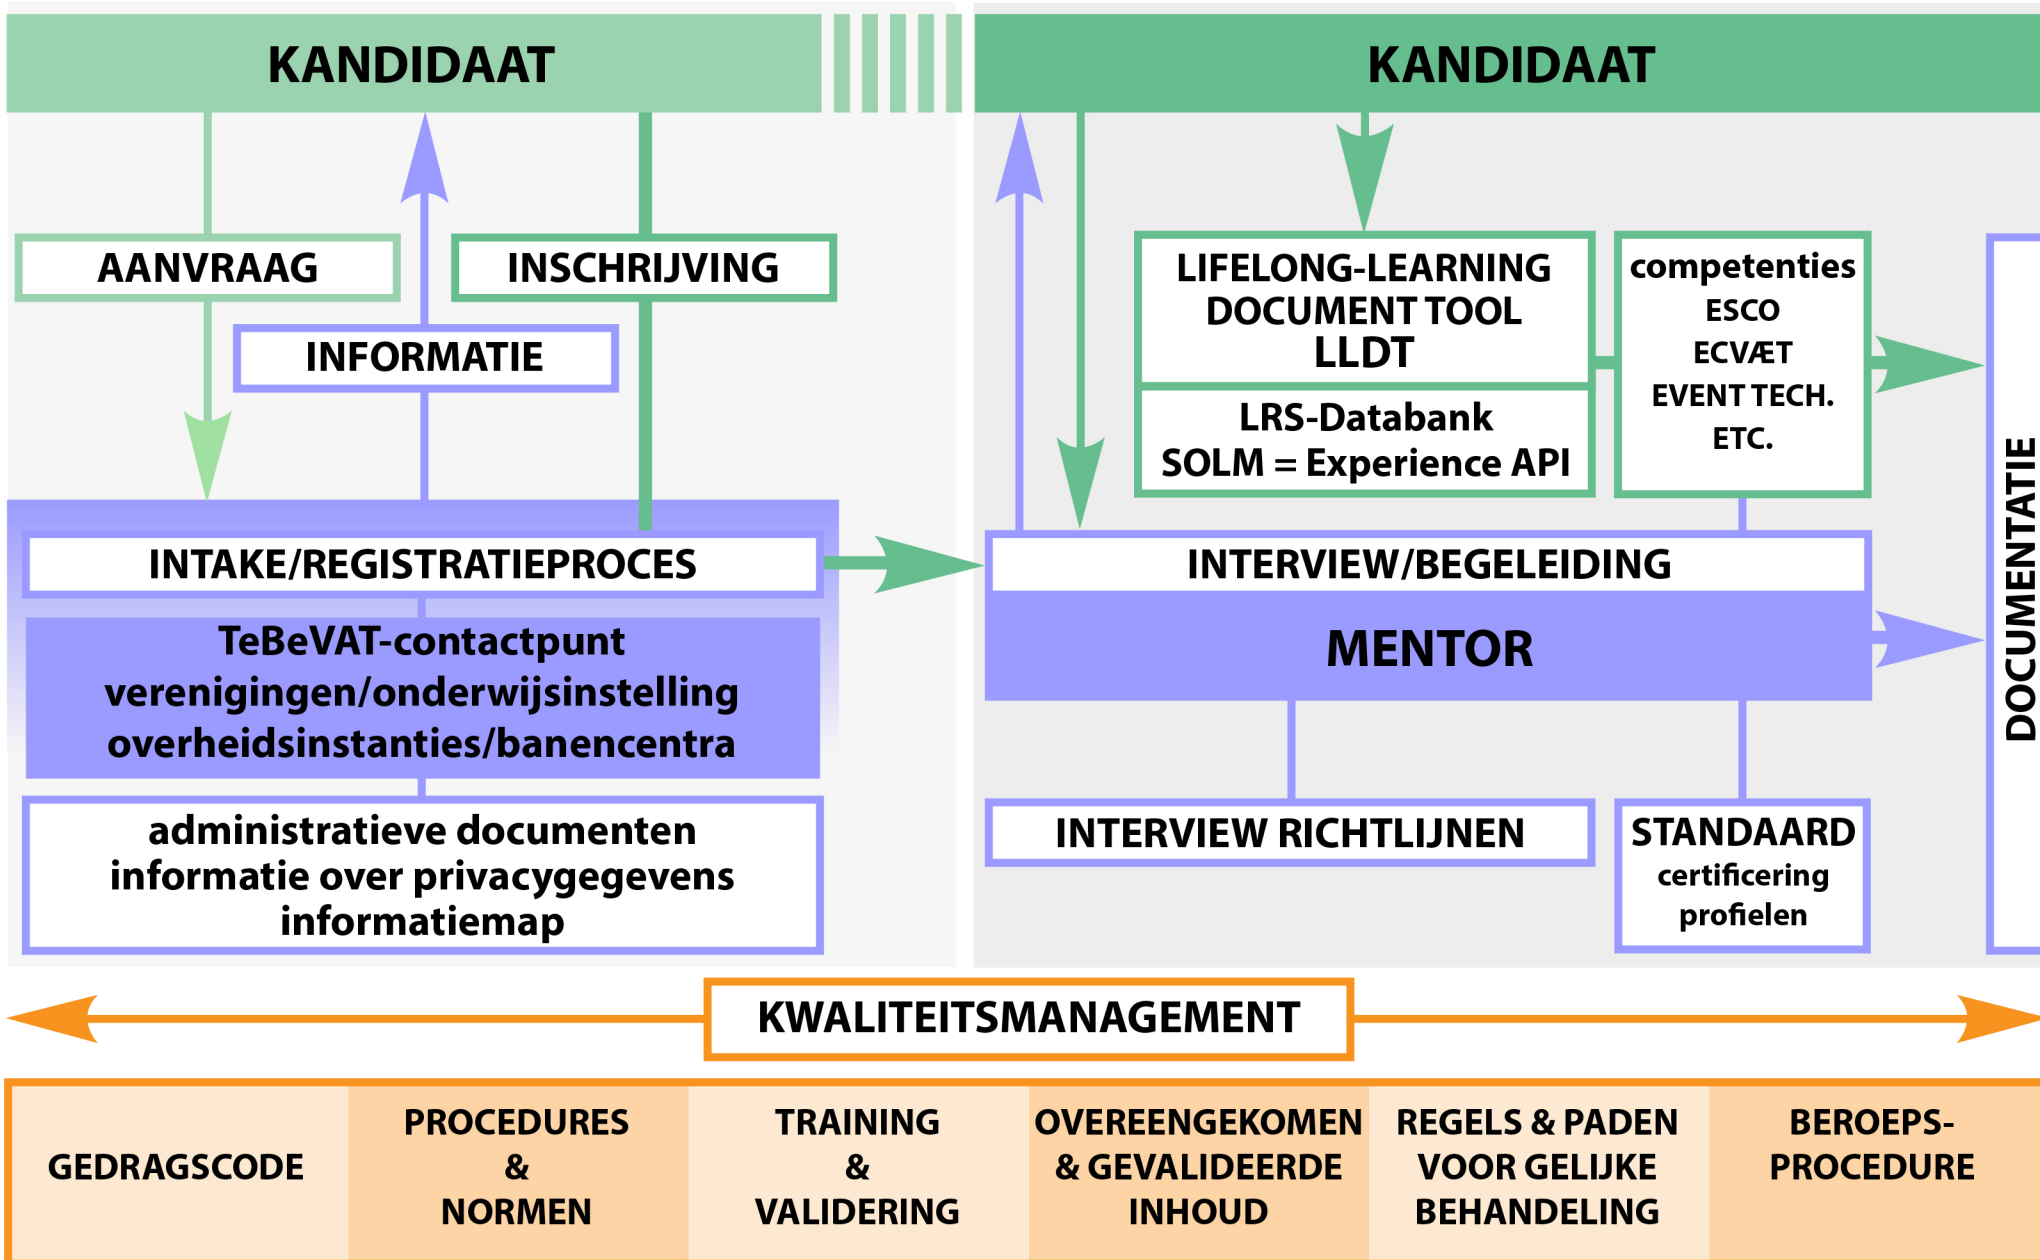 KANDIDAAT
AANVRAAG
INSCHRIJVING
INFORMATIE
INTAKE/REGISTRATIEPROCES
TeBeVAT-contactpunt
verenigingen/onderwijsinstelling
overheidsinstanties/banencentra
administratieve documenten
informatie over privacygegevens
informatiemap
KANDIDAAT
LIFELONG-LEARNING
DOCUMENT TOOL
LLDT
LRS-Databank
SOLM = Experience API
competenties
ESCO
ECVÆT
EVENT TECH.
ETC.
INTERVIEW/BEGELEIDING
MENTOR
INTERVIEW RICHTLIJNEN
STANDAARD
certificering
profielen
DOCUMENTATIE
KWALITEITSMANAGEMENT
GEDRAGSCODE
PROCEDURES
&
NORMEN
TRAINING
&
VALIDERING
OVEREENGEKOMEN
& GEVALIDEERDE
INHOUD
REGELS & PADEN
VOOR GELIJKE
BEHANDELING
BEROEPS-
PROCEDURE